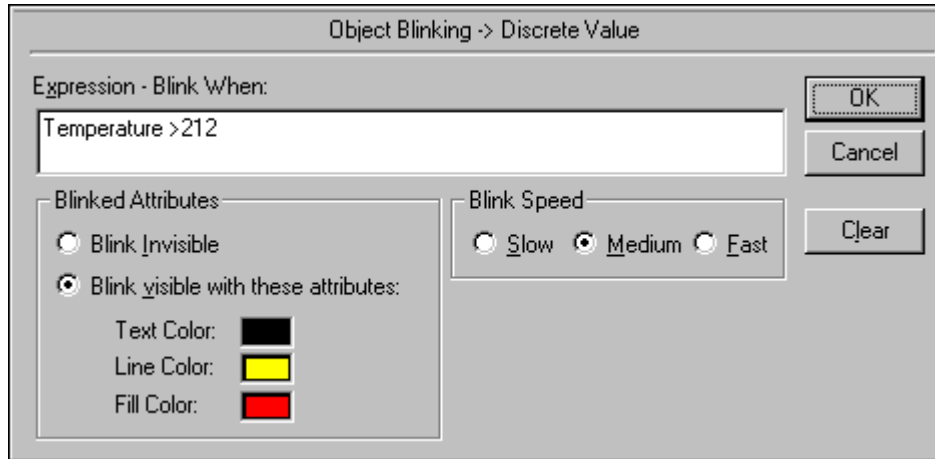 Object Blinking -> Discrete Value
Expression - Blink When:
Temperature >212
OK
Cancel
Clear
Blinked Attributes
Blink Invisible
Blink visible with these attributes:
Text Color:
Line Color:
Fill Color:
Blink Speed
Slow Medium Fast